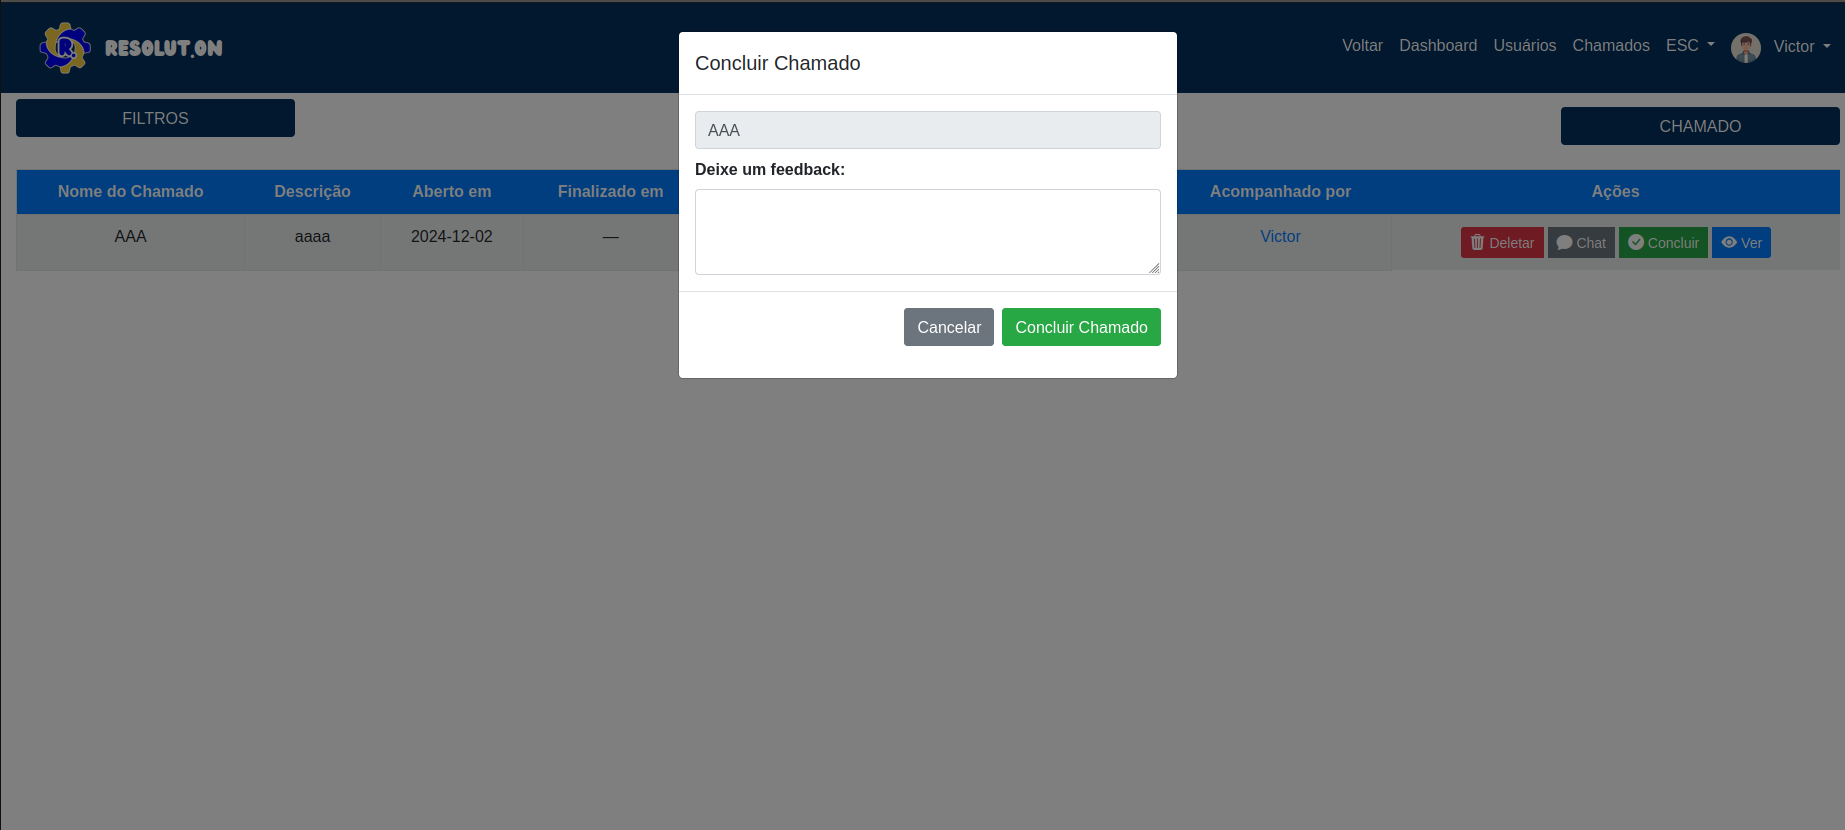 RESOLUT.ON
Voltar Dashboard Usuários Chamados ESC Victor
Concluir Chamado
FILTROS
CHAMADO
AAA
Deixe um feedback:
Nome do Chamado Descrição Aberto em Finalizado em Acompanhado por Ações
AAA aaaa 2024-12-02 — Victor Deletar Chat Concluir Ver
Cancelar Concluir Chamado